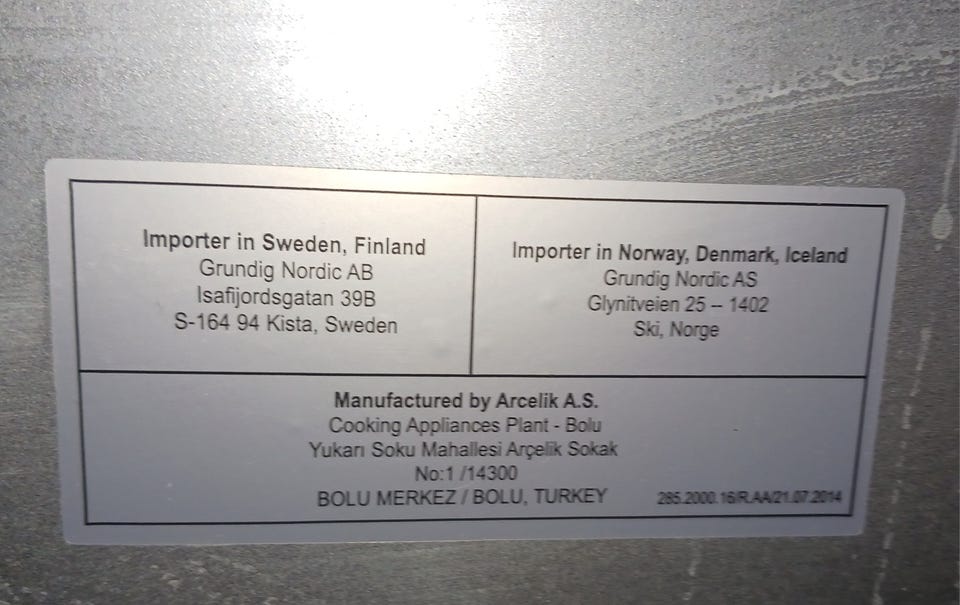 Importer in Sweden, Finland
Grundig Nordic AB
Isafijordsgatan 39B
S-164 94 Kista, Sweden
Importer in Norway, Denmark, Iceland
Grundig Nordic AS
Glynitveien 25 – 1402
Ski, Norge
Manufactured by Arcelik A.S.
Cooking Appliances Plant - Bolu
Yukarı Soku Mahallesi Arçelik Sokak
No:1 /14300
BOLU MERKEZ / BOLU, TURKEY
285.2000.16/R.AA/21.07.2014